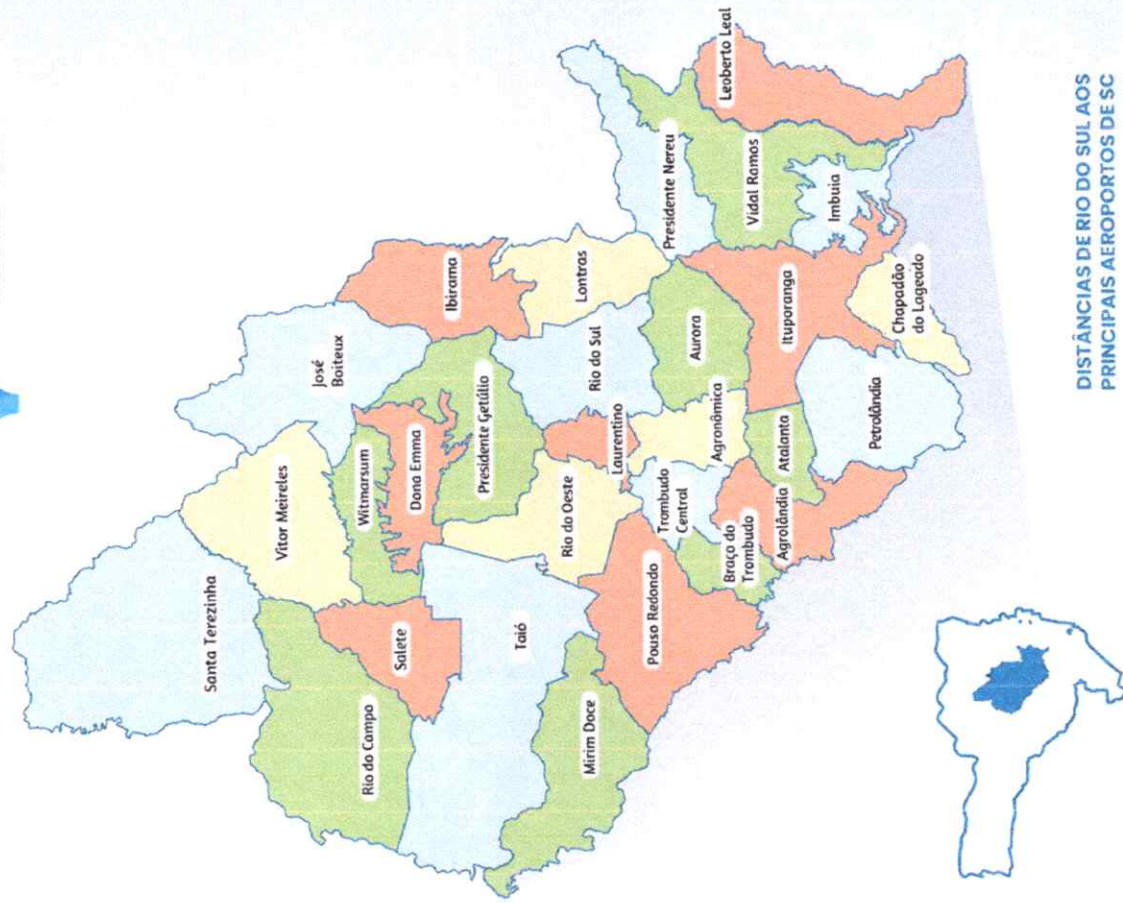 Santa Terezinha
Rio do Campo
Vitor Meireles
José
Boiteux
Witmarsum
Salete
Dona Emma
Ibirama
Presidente Getúlio
Taió
Mirim Doce
Rio do Oeste
Lontras
Rio do Sul
Laurentino
Pouso Redondo
Trombudo
Central
Agronômica
Aurora
Presidente Nereu
Braço do
Trombudo
Agrolândia
Atalanta
Ituporanga
Vidal Ramos
Leoberto Leal
Imbuia
Petrolândia
Chapadão
do Lageado
DISTÂNCIAS DE RIO DO SUL AOS
PRINCIPAIS AEROPORTOS DE SC